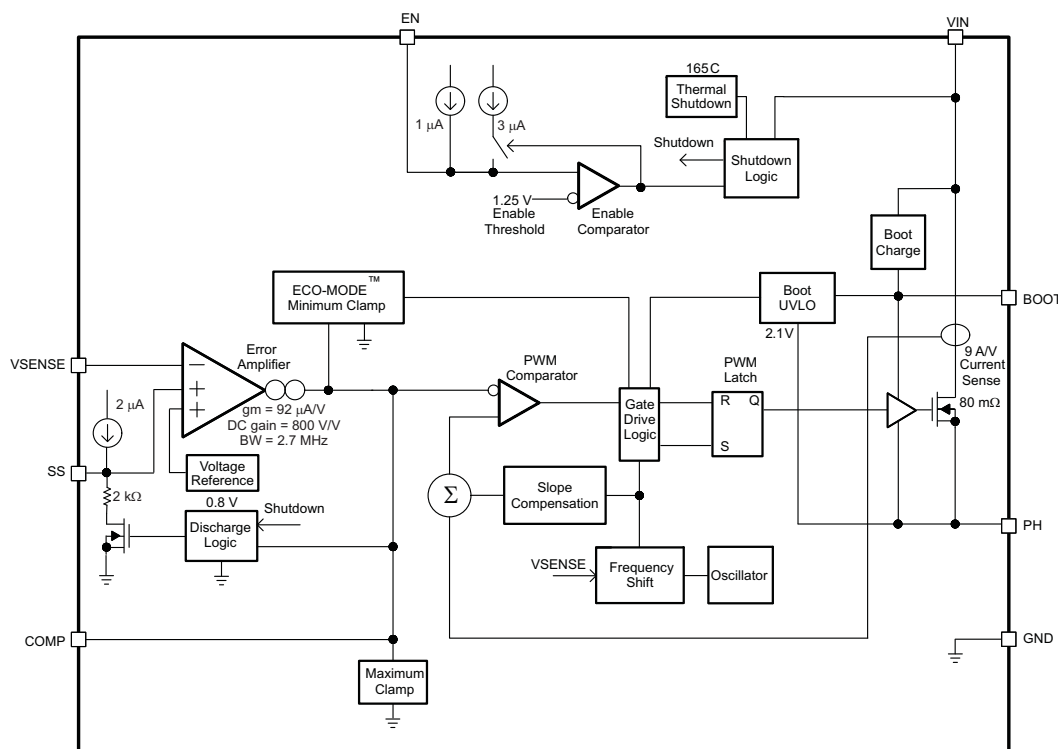 EN
VIN
165C
Thermal
Shutdown
1 μA
3 μA
Shutdown
Shutdown
Logic
1.25 V
Enable
Threshold
Enable
Comparator
Boot
Charge
ECO-MODE™
Minimum Clamp
Boot
UVLO
BOOT
2.1V
VSENSE
Error
Amplifier
PWM
Comparator
PWM
Latch
9 A/V
Current
Sense
80 mΩ
2 μA
gm = 92 μA/V
DC gain = 800 V/V
BW = 2.7 MHz
Gate
Drive
Logic
R
Q
S
SS
Voltage
Reference
2 kΩ
0.8 V
Shutdown
Discharge
Logic
Σ
Slope
Compensation
PH
VSENSE
Frequency
Shift
Oscillator
COMP
GND
Maximum
Clamp